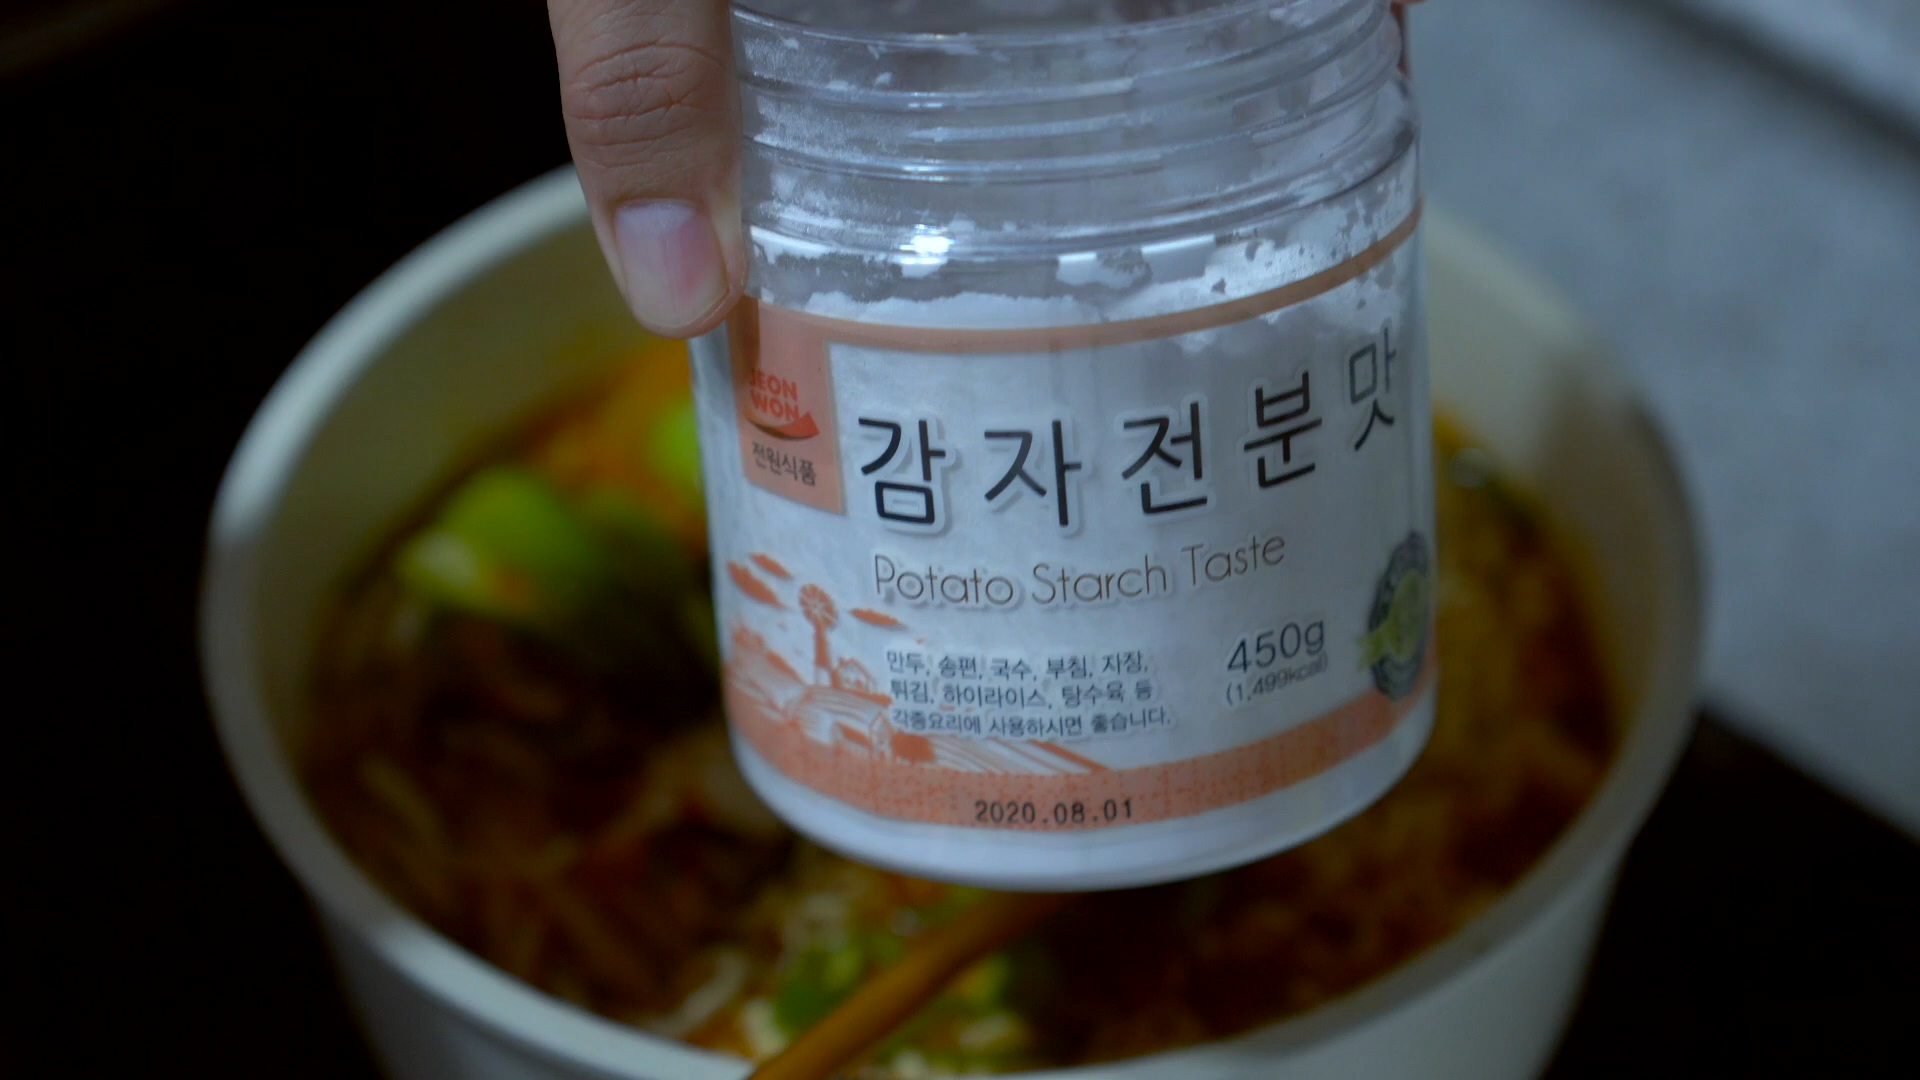 JEON
WON
전원식품
감자전분맛
Potato Starch Taste
만두, 송편, 국수, 부침, 자장,
튀김, 하이라이스, 탕수육 등
각종요리에 사용하시면 좋습니다.
450g
(1,499kcal)
2020.08.01